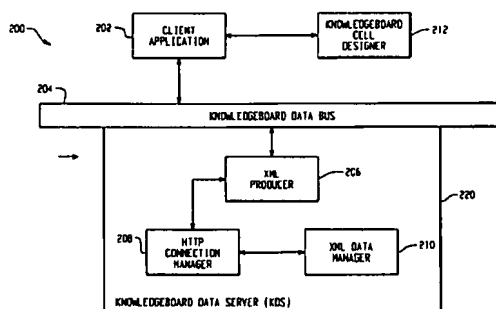 200
202
CLIENT
APPLICATION
KNOWLEDGEBOARD
CELL
DESIGNER
212
204
KNOWLEDGEBOARD DATA BUS
XML
PRODUCER
206
220
208
HTTP
CONNECTION
MANAGER
XML DATA
MANAGER
210
KNOWLEDGEBOARD DATA SERVER (KDS)